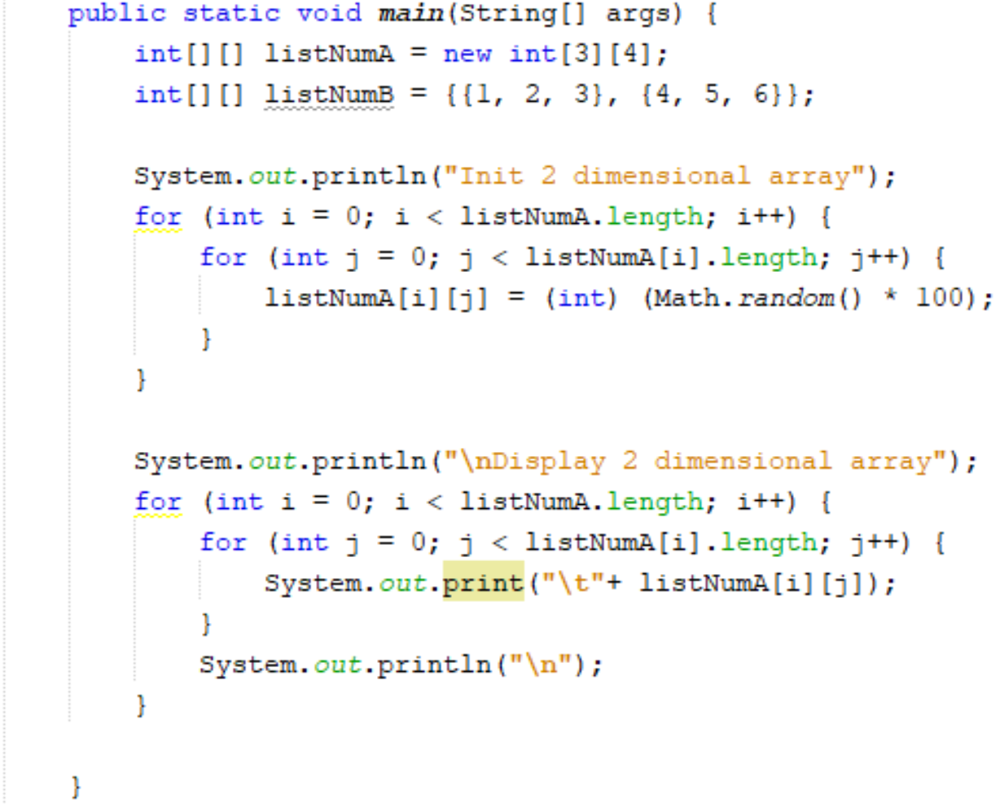 public static void main(String[] args) {
int[][] listNumA = new int[3][4];
int[][] listNumB = {{1, 2, 3}, {4, 5, 6}};
System.out.println("Init 2 dimensional array");
for (int i = 0; i < listNumA.length; i++) {
for (int j = 0; j < listNumA[i].length; j++) {
listNumA[i][j] = (int) (Math.random() * 100);
}
}
System.out.println("\nDisplay 2 dimensional array");
for (int i = 0; i < listNumA.length; i++) {
for (int j = 0; j < listNumA[i].length; j++) {
System.out.print("\t"+ listNumA[i][j]);
}
System.out.println("\n");
}
}